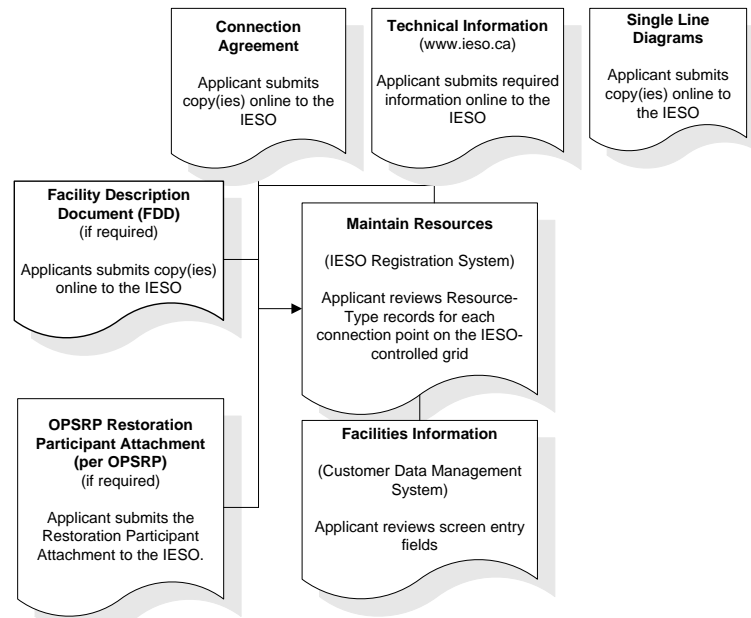 Connection
Agreement
Applicant submits
copy(ies) online to the
IESO
Technical Information
(www.ieso.ca)
Applicant submits required
information online to the
IESO
Single Line
Diagrams
Applicant submits
copy(ies) online to
the IESO
Facility Description
Document (FDD)
(if required)
Applicants submits copy(ies)
online to the IESO
Maintain Resources
(IESO Registration System)
Applicant reviews Resource-
Type records for each
connection point on the IESO-
controlled grid
OPSRP Restoration
Participant Attachment
(per OPSRP)
(if required)
Applicant submits the
Restoration Participant
Attachment to the IESO.
Facilities Information
(Customer Data Management
System)
Applicant reviews screen entry
fields